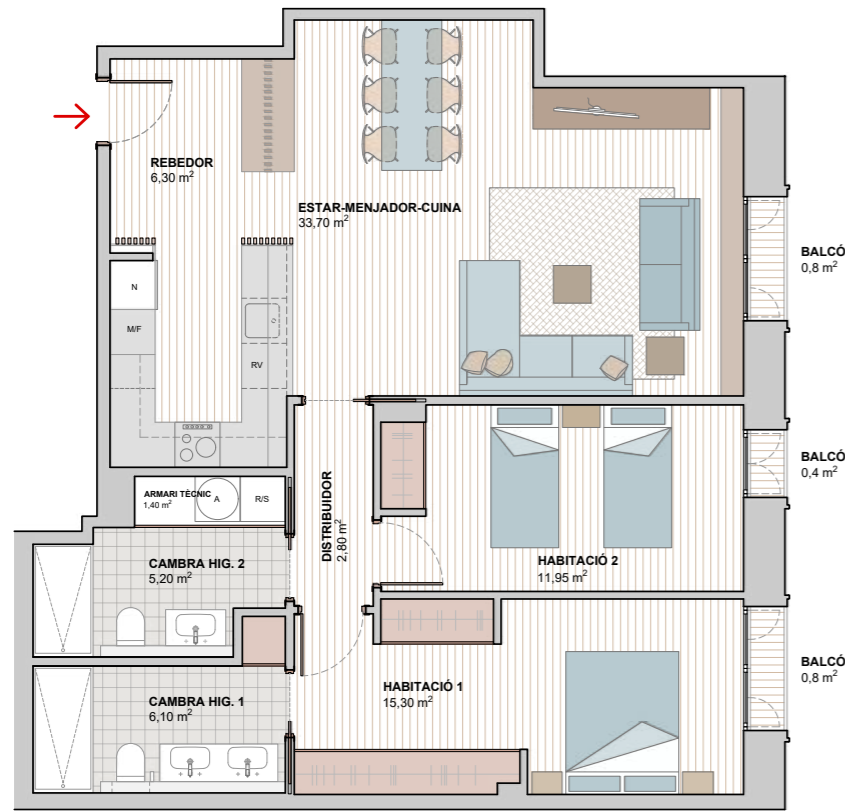 REBEDOR
6,30 m²
ESTAR-MENJADOR-CUINA
33,70 m²
BALCÓ
0,8 m²
N
M/F
RV
BALCÓ
0,4 m²
ARMARI TÈCNIC
1,40 m²
A
R/S
DISTRIBUIDOR
2,80 m²
CAMBRA HIG. 2
5,20 m²
HABITACIÓ 2
11,95 m²
BALCÓ
0,8 m²
HABITACIÓ 1
15,30 m²
CAMBRA HIG. 1
6,10 m²